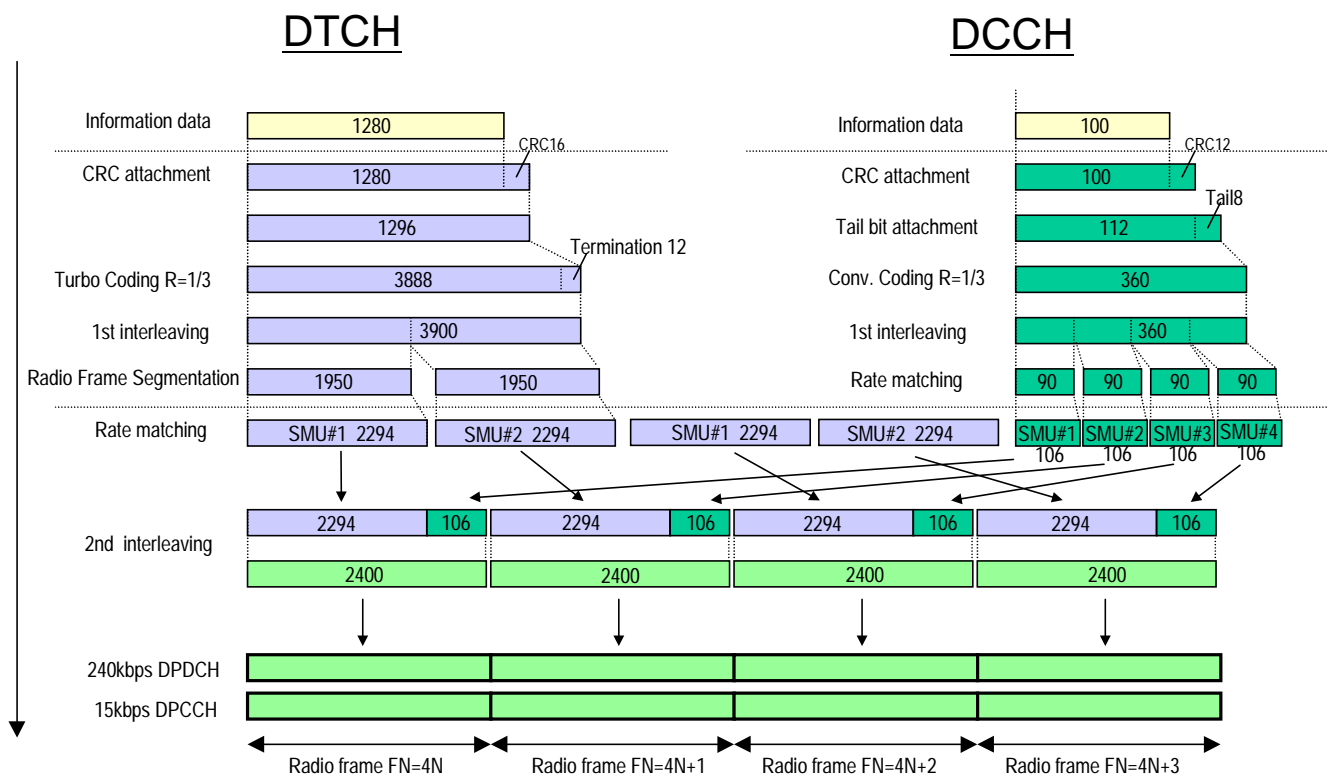 DTCH DCCH
Information data 1280 Information data 100
CRC16 CRC12
CRC attachment 1280 CRC attachment 100
Tail8
1296 Tail bit attachment 112
Termination 12
Turbo Coding R=1/3 3888 Conv. Coding R=1/3 360
1st interleaving 3900 1st interleaving 360
Radio Frame Segmentation 1950 1950 Rate matching 90 90 90 90
Rate matching SMU#1 2294 SMU#2 2294 SMU#1 2294 SMU#2 2294 SMU#1 SMU#2 SMU#3 SMU#4
106 106 106 106
2294 106 2294 106 2294 106 2294 106
2nd interleaving
2400 2400 2400 2400
240kbps DPDCH
15kbps DPCCH
Radio frame FN=4N Radio frame FN=4N+1 Radio frame FN=4N+2 Radio frame FN=4N+3